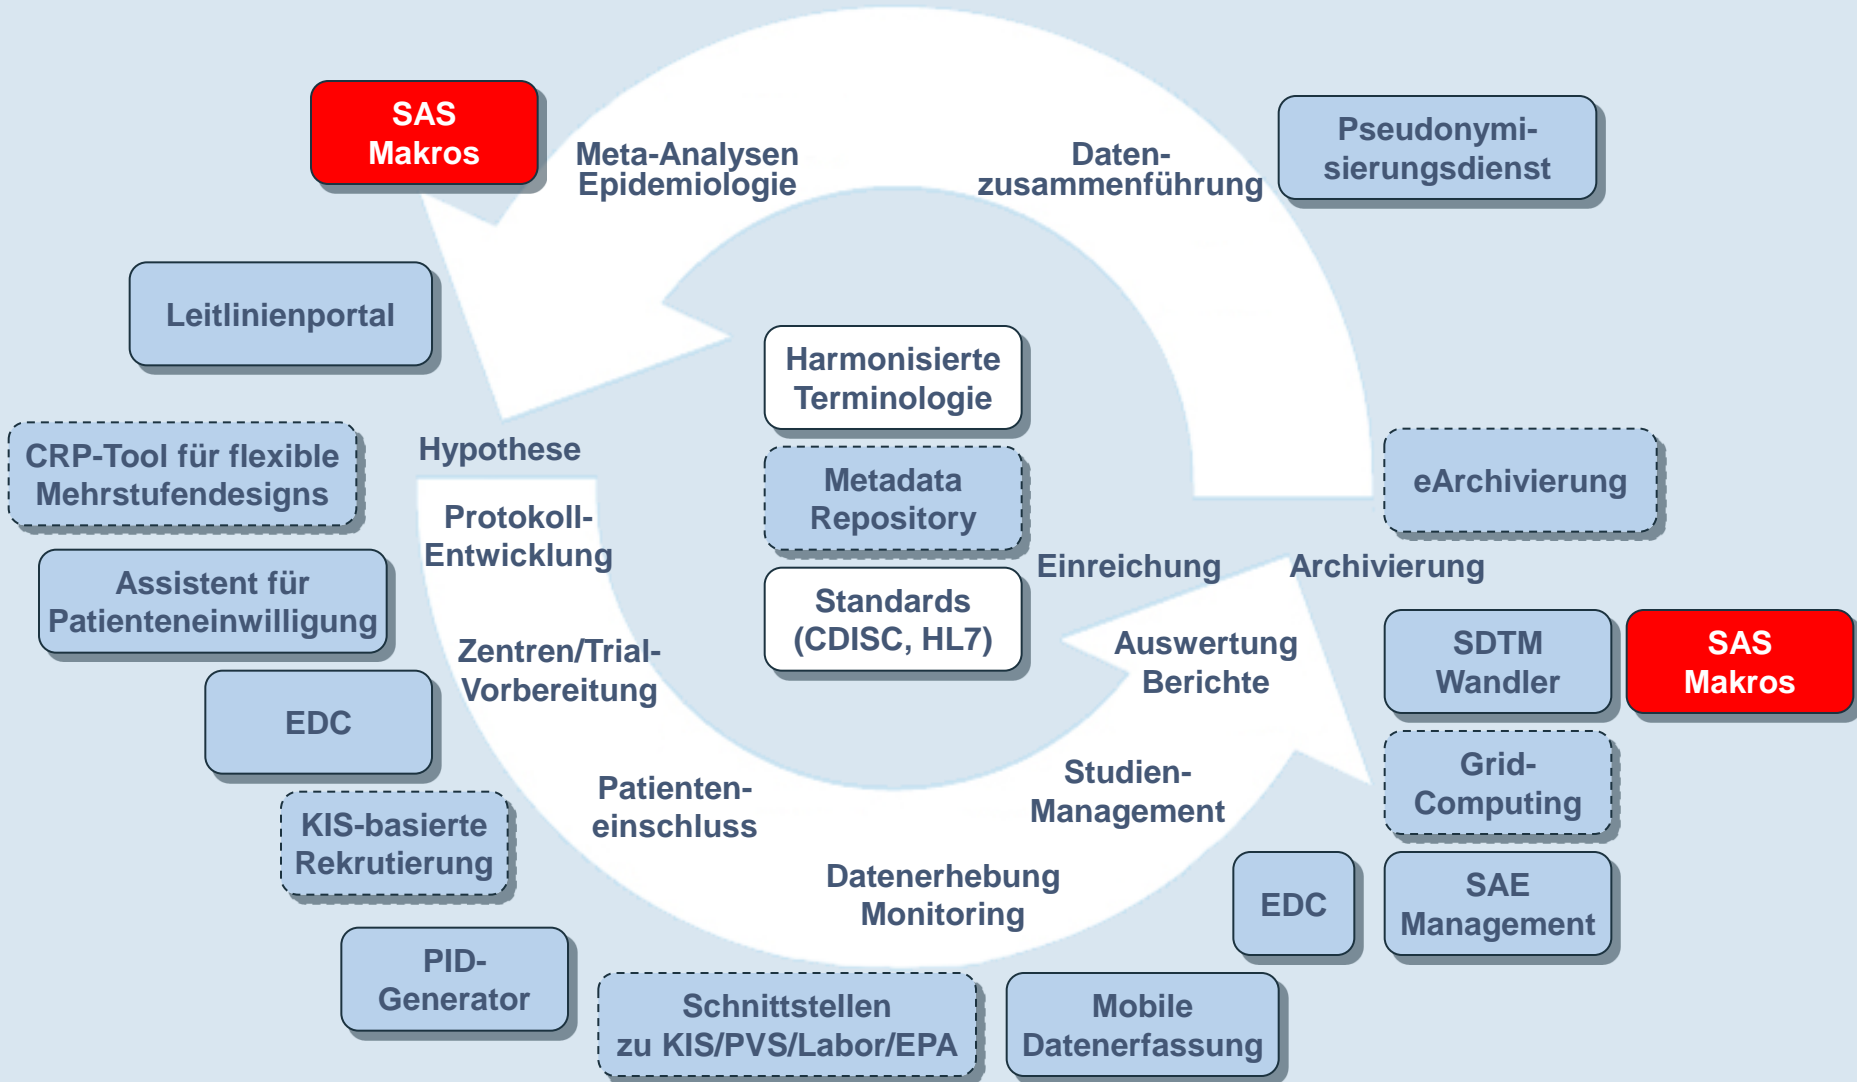 SAS
Makros
Meta-Analysen
Epidemiologie
Daten-
zusammenführung
Pseudonymi-
sierungsdienst
Leitlinienportal
Harmonisierte
Terminologie
Hypothese
CRP-Tool für flexible
Mehrstufendesigns
Metadata
Repository
eArchivierung
Protokoll-
Entwicklung
Einreichung
Archivierung
Assistent für
Patienteneinwilligung
Standards
(CDISC, HL7)
Zentren/Trial-
Vorbereitung
Auswertung
Berichte
SDTM
Wandler
SAS
Makros
EDC
Patienten-
einschluss
Studien-
Management
Grid-
Computing
KIS-basierte
Rekrutierung
Datenerhebung
Monitoring
EDC
SAE
Management
PID-
Generator
Schnittstellen
zu KIS/PVS/Labor/EPA
Mobile
Datenerfassung